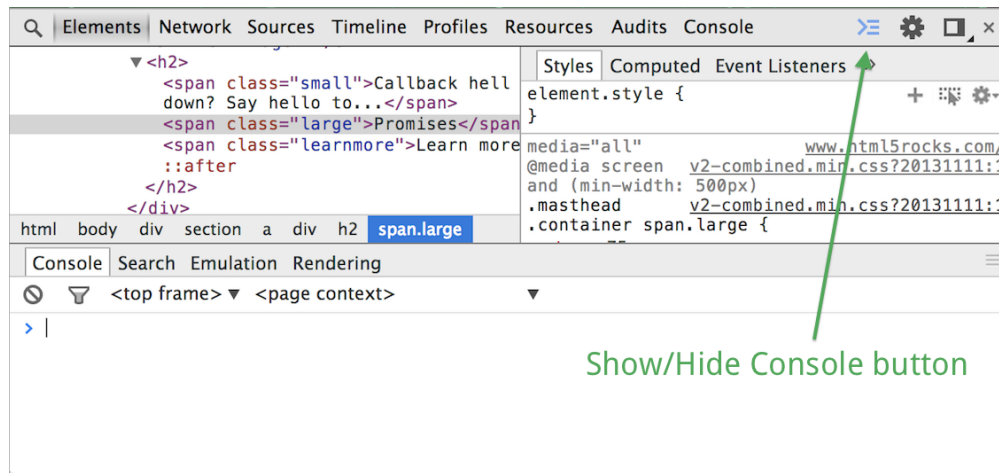 Elements Network Sources Timeline Profiles Resources Audits Console
▼<h2>
<span class="small">Callback hell
down? Say hello to...</span>
<span class="large">Promises</span
<span class="learnmore">Learn more
::after
</h2>
</div>
html body div section a div h2 span.large
Styles Computed Event Listeners
element.style {
}
media="all" www.html5rocks.com/
@media screen v2-combined.min.css?20131111:1
and (min-width: 500px)
.masthead v2-combined.min.css?20131111:1
.container span.large {
Console Search Emulation Rendering
<top frame> ▼ <page context> ▼
>
Show/Hide Console button